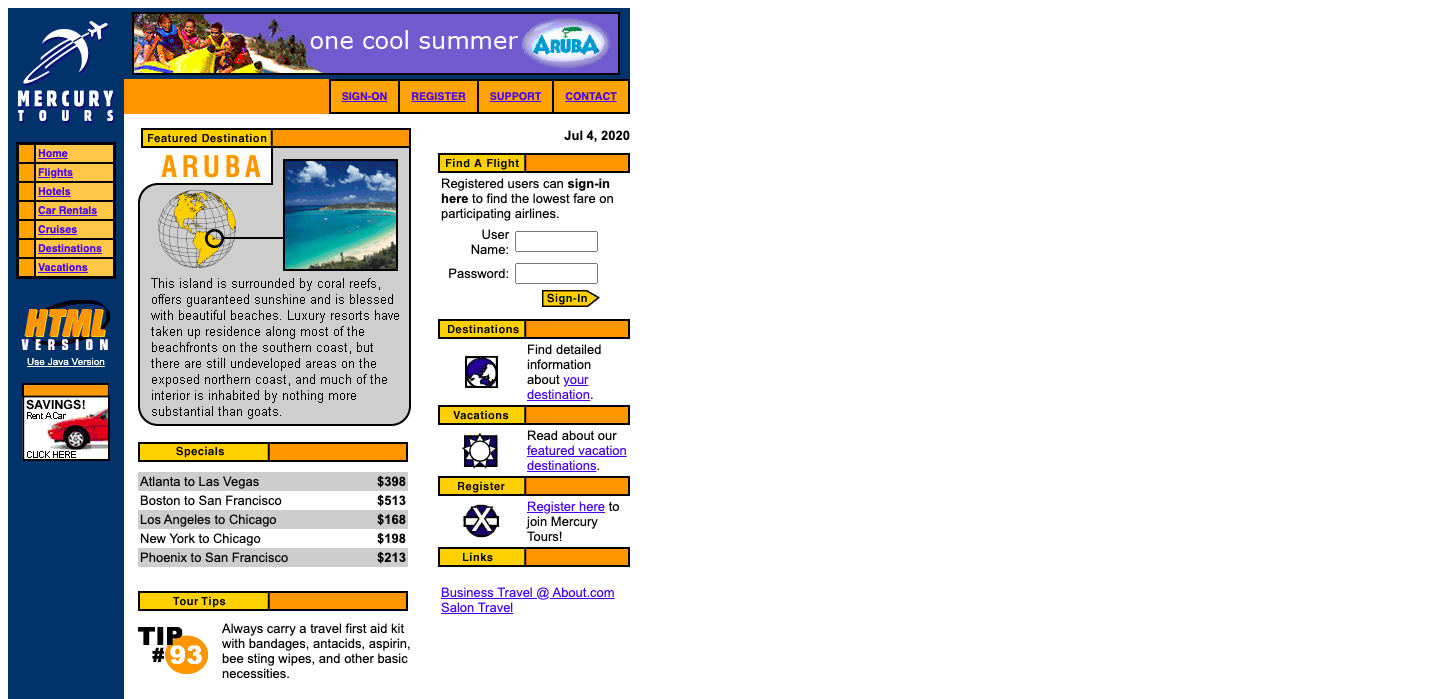 one cool summer ARUBA
MERCURY
TOURS
SIGN-ON REGISTER SUPPORT CONTACT
Home
Flights
Hotels
Car Rentals
Cruises
Destinations
Vacations
HTML
VERSION
Use Java Version
SAVINGS!
Rent A Car
CLICK HERE
Featured Destination
ARUBA
This island is surrounded by coral reefs,
offers guaranteed sunshine and is blessed
with beautiful beaches. Luxury resorts have
taken up residence along most of the
beachfronts on the southern coast, but
there are still undeveloped areas on the
exposed northern coast, and much of the
interior is inhabited by nothing more
substantial than goats.
Specials
Atlanta to Las Vegas $398
Boston to San Francisco $513
Los Angeles to Chicago $168
New York to Chicago $198
Phoenix to San Francisco $213
Tour Tips
TIP
#93
Always carry a travel first aid kit
with bandages, antacids, aspirin,
bee sting wipes, and other basic
necessities.
Jul 4, 2020
Find A Flight
Registered users can sign-in
here to find the lowest fare on
participating airlines.
User
Name:
Password:
Sign-In
Destinations
Find detailed
information
about your
destination.
Vacations
Read about our
featured vacation
destinations.
Register
Register here to
join Mercury
Tours!
Links
Business Travel @ About.com
Salon Travel